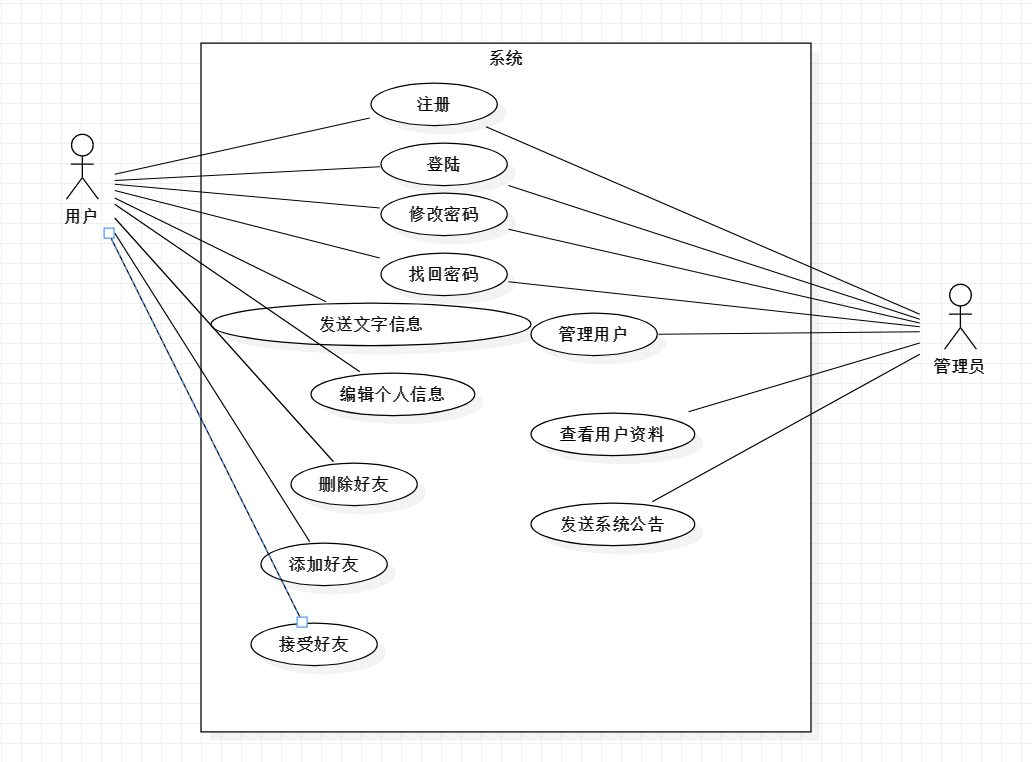 系统
注册
登陆
用户
修改密码
找回密码
发送文字信息
管理用户
管理员
编辑个人信息
查看用户资料
删除好友
发送系统公告
添加好友
接受好友